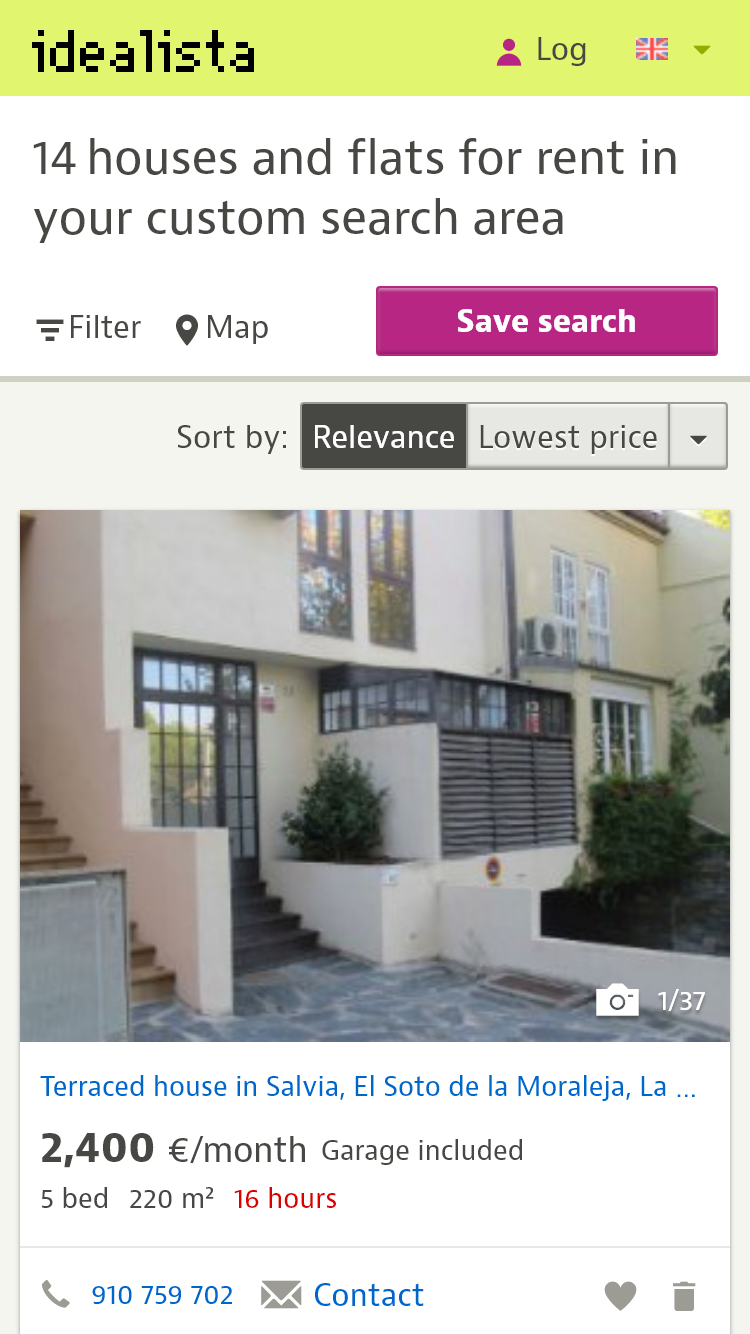 idealista
Log
14 houses and flats for rent in
your custom search area
Filter
Map
Save search
Sort by:
Relevance
Lowest price
1/37
Terraced house in Salvia, El Soto de la Moraleja, La ...
2,400 €/month Garage included
5 bed 220 m² 16 hours
910 759 702
Contact